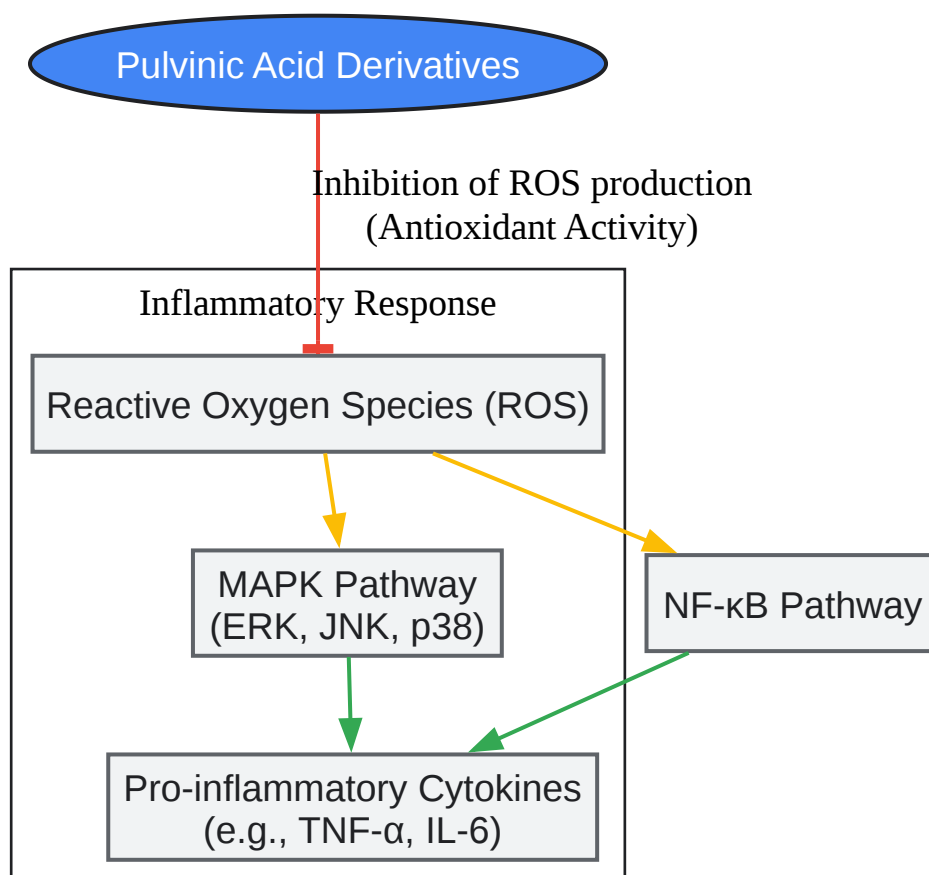 Pulvinic Acid Derivatives
Inhibition of ROS production
(Antioxidant Activity)
Inflammatory Response
Reactive Oxygen Species (ROS)
MAPK Pathway
(ERK, JNK, p38)
NF-κB Pathway
Pro-inflammatory Cytokines
(e.g., TNF-α, IL-6)